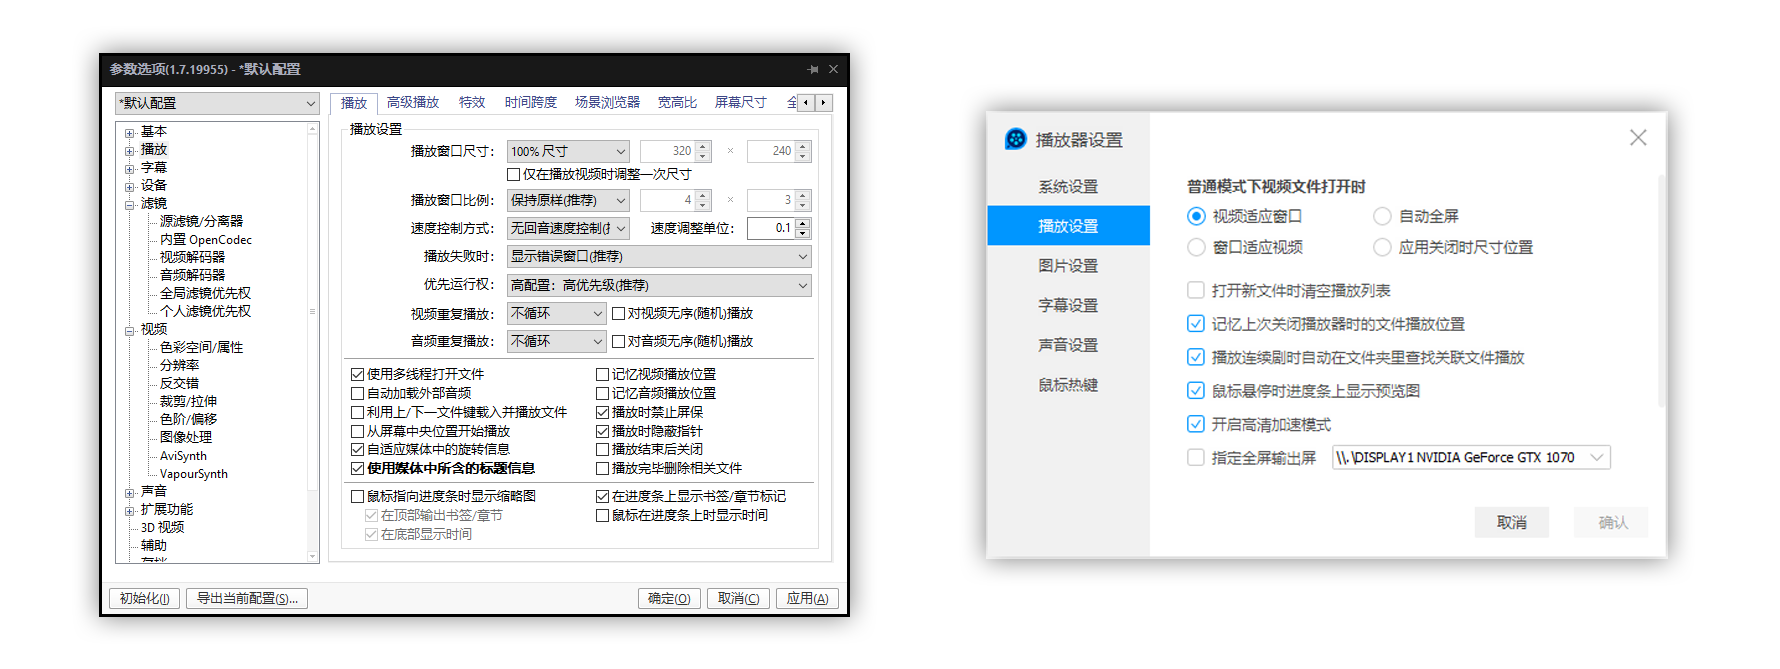 参数选项(1.7.19955) - *默认配置
*默认配置
基本
播放
字幕
设备
滤镜
源滤镜/分离器
内置 OpenCodec
视频解码器
音频解码器
全局滤镜优先权
个人滤镜优先权
视频
色彩空间/属性
分辨率
反交错
裁剪/拉伸
色阶/偏移
图像处理
AviSynth
VapourSynth
声音
扩展功能
3D 视频
辅助
播放 高级播放 特效 时间跨度 场景浏览器 宽高比 屏幕尺寸 全
播放设置
播放窗口尺寸: 100% 尺寸 320 × 240
仅在播放视频时调整一次尺寸
播放窗口比例: 保持原样(推荐) 4 × 3
速度控制方式: 无回音速度控制( 速度调整单位: 0.1
播放失败时: 显示错误窗口(推荐)
优先运行权: 高配置: 高优先级(推荐)
视频重复播放: 不循环 对视频无序(随机)播放
音频重复播放: 不循环 对音频无序(随机)播放
使用多线程打开文件 记忆视频播放位置
自动加载外部音频 记忆音频播放位置
利用上/下一文件键载入并播放文件 播放时禁止屏保
从屏幕中央位置开始播放 播放时隐蔽指针
自适应媒体中的旋转信息 播放结束后关闭
使用媒体中所含的标题信息 播放完毕删除相关文件
鼠标指向进度条时显示缩略图 在进度条上显示书签/章节标记
在顶部输出书签/章节 鼠标在进度条上时显示时间
在底部显示时间
初始化(I) 导出当前配置(S)... 确定(O) 取消(C) 应用(A)
播放器设置
系统设置
播放设置
图片设置
字幕设置
声音设置
鼠标热键
普通模式下视频文件打开时
视频适应窗口 自动全屏
窗口适应视频 应用关闭时尺寸位置
打开新文件时清空播放列表
记忆上次关闭播放器时的文件播放位置
播放连续剧时自动在文件夹里查找关联文件播放
鼠标悬停时进度条上显示预览图
开启高清加速模式
指定全屏输出屏 \\.\DISPLAY1 NVIDIA GeForce GTX 1070
取消 确认